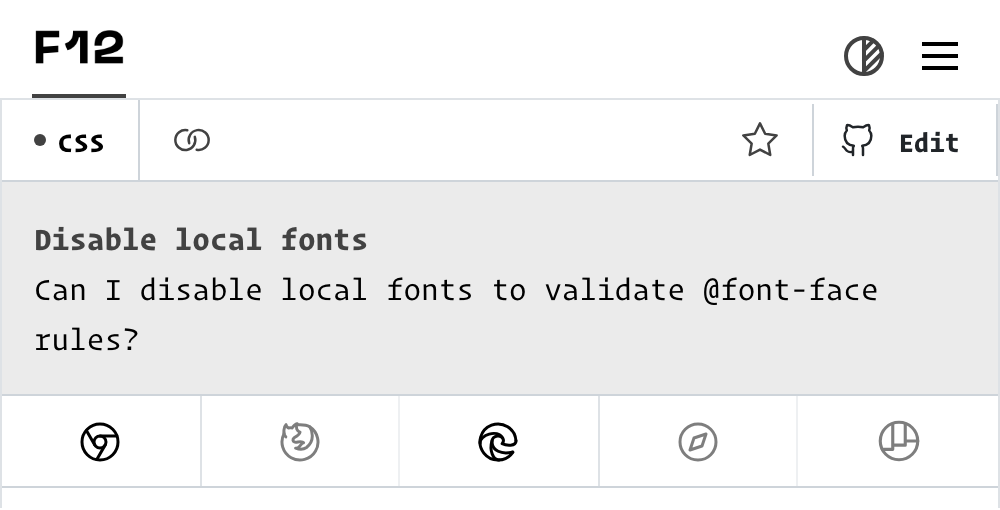 F12
CSS
Edit
Disable local fonts
Can I disable local fonts to validate @font-face
rules?